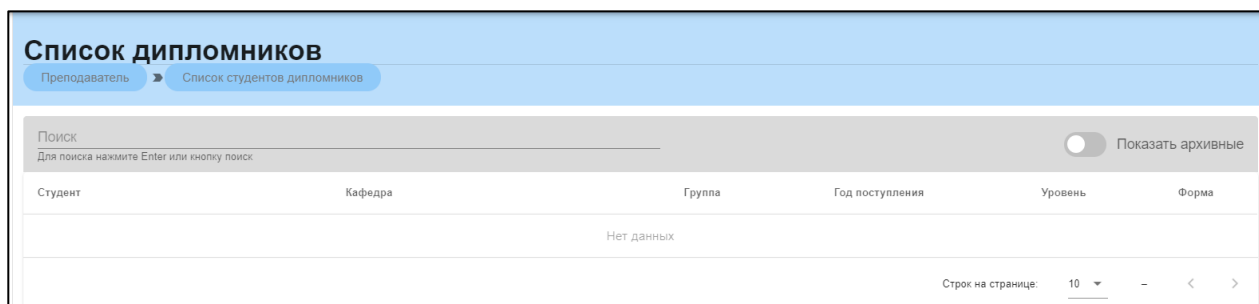 Список дипломников
Преподаватель Список студентов дипломников
Поиск
Для поиска нажмите Enter или кнопку поиск
Показать архивные
Студент Кафедра Группа Год поступления Уровень Форма
Нет данных
Строк на странице: 10 –